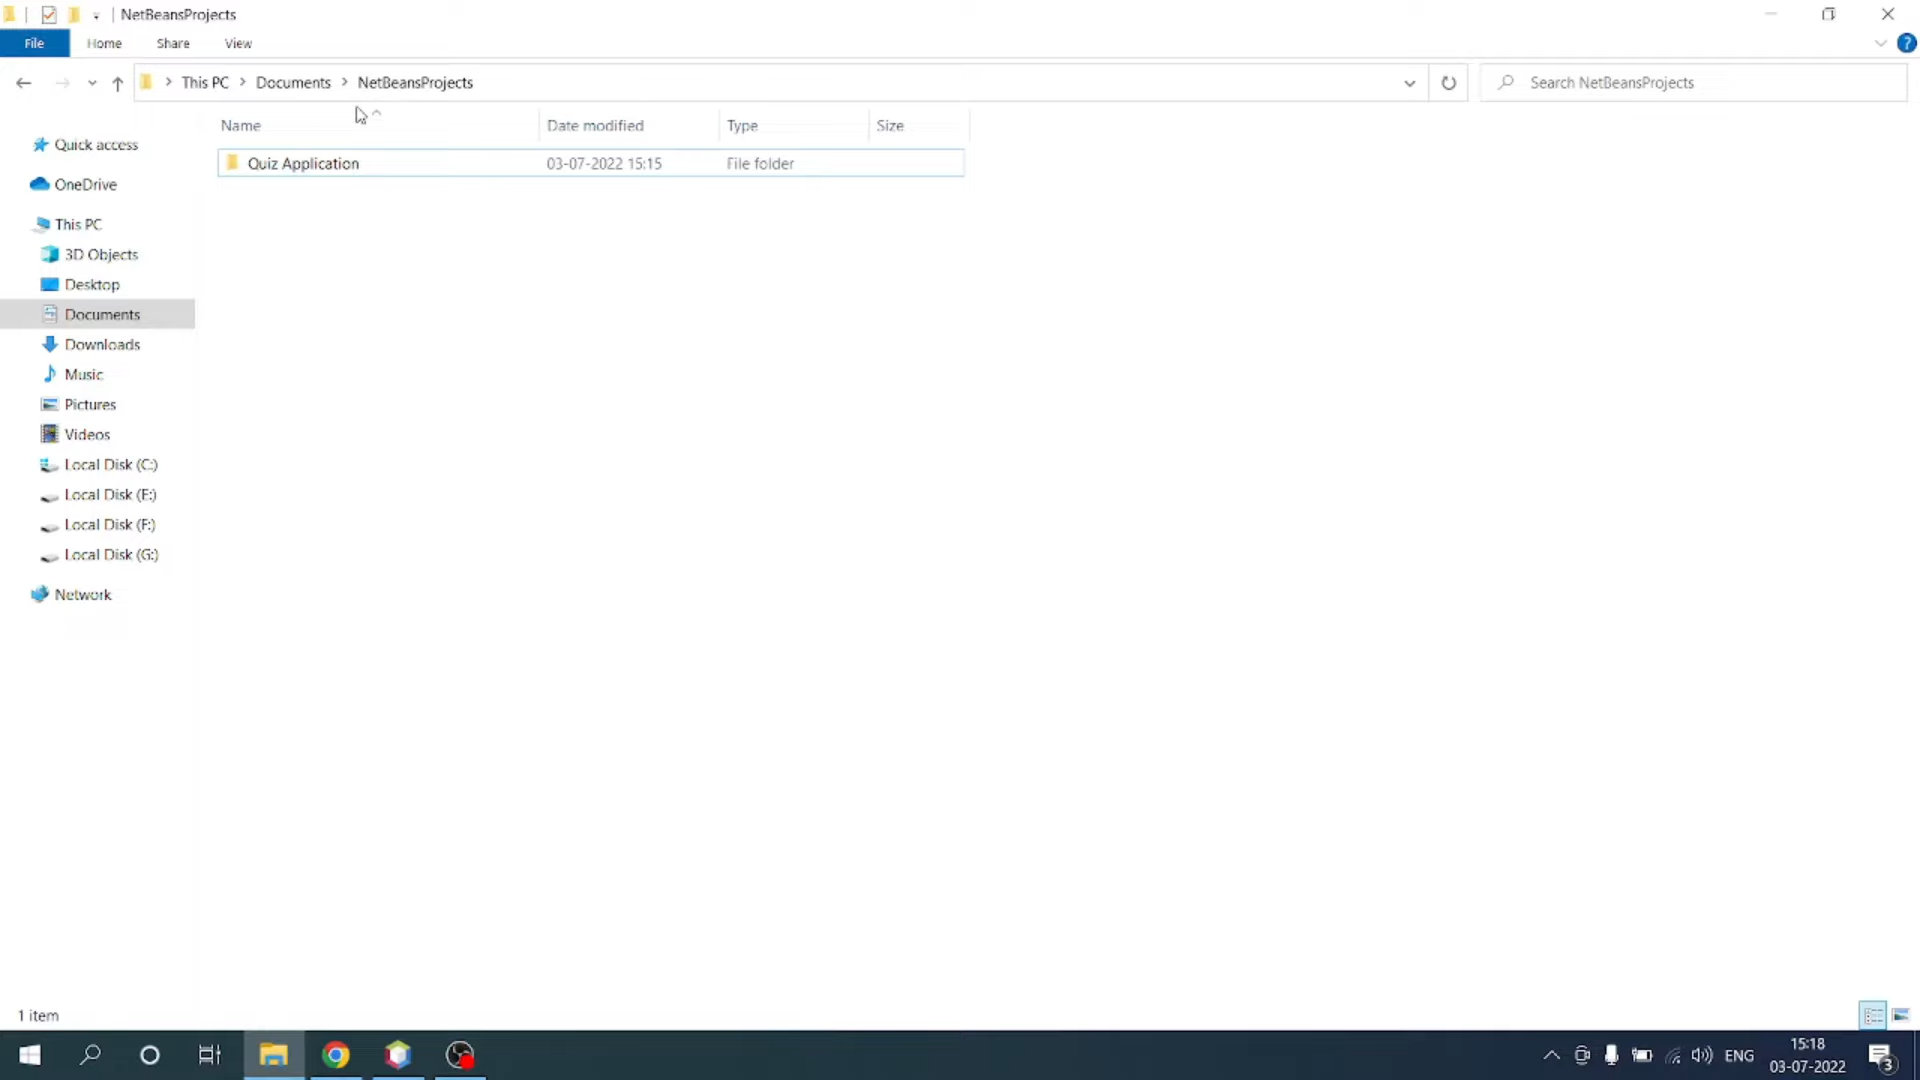 NetBeansProjects
File Home Share View
This PC Documents NetBeansProjects
Search NetBeansProjects
Name Date modified Type Size
Quiz Application 03-07-2022 15:15 File folder
Quick access
OneDrive
This PC
3D Objects
Desktop
Documents
Downloads
Music
Pictures
Videos
Local Disk (C:)
Local Disk (E:)
Local Disk (F:)
Local Disk (G:)
Network
1 item
ENG
15:18
03-07-2022
3